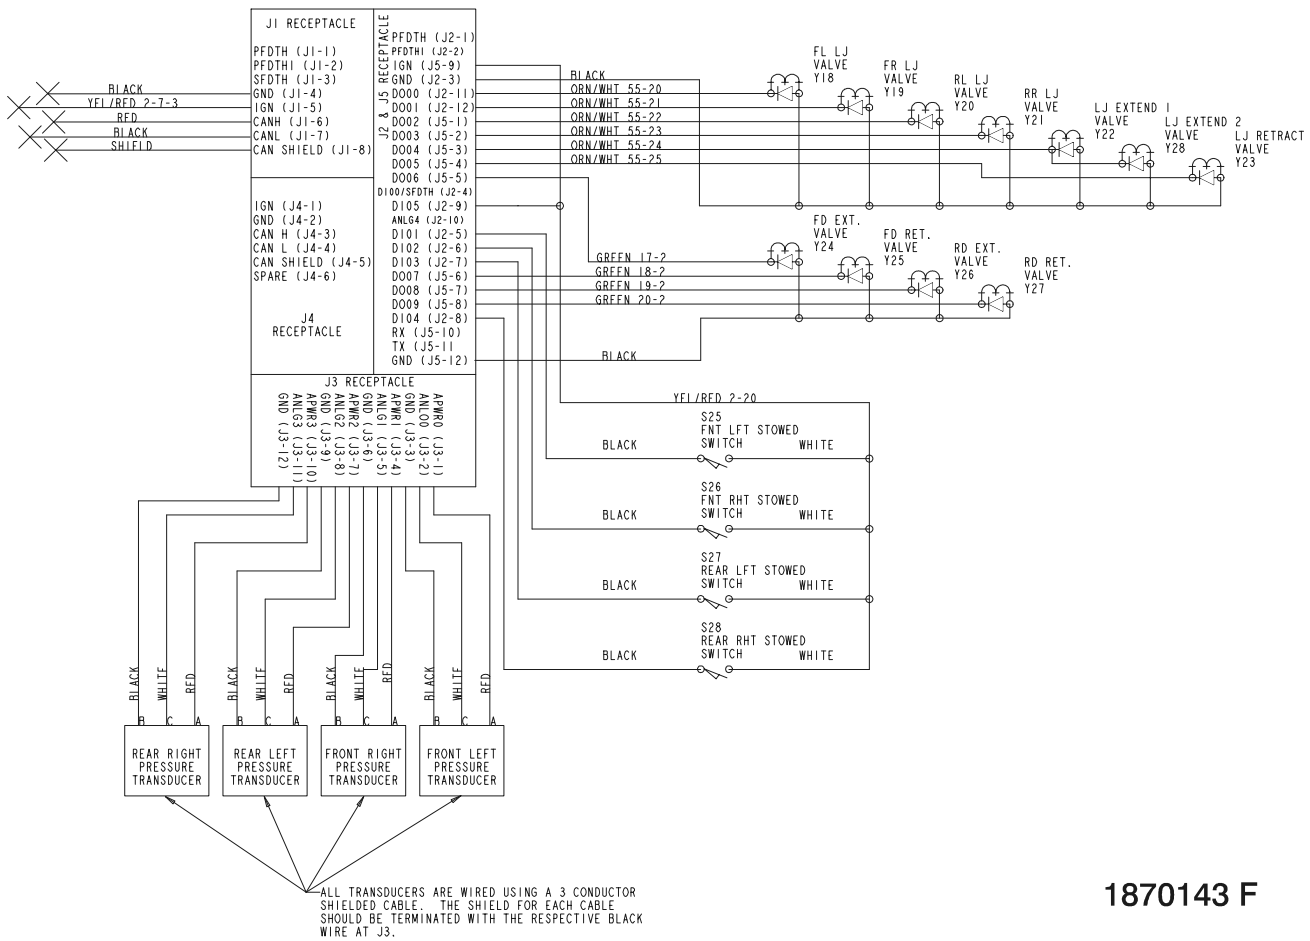 J1 RECEPTACLE
PFDTH (J1-1)
PFDTH1 (J1-2)
SFDTH (J1-3)
GND (J1-4)
IGN (J1-5)
CANH (J1-6)
CANL (J1-7)
CAN SHIELD (J1-8)
BLACK
YEL/RED 2-7-3
RED
BLACK
SHIELD
IGN (J4-1)
GND (J4-2)
CAN H (J4-3)
CAN L (J4-4)
CAN SHIELD (J4-5)
SPARE (J4-6)
J4
RECEPTACLE
J2 & J5 RECEPTACLE
PFDTH (J2-1)
PFDTH1 (J2-2)
IGN (J5-9)
GND (J2-3)
DO00 (J2-11)
DO01 (J2-12)
DO02 (J5-1)
DO03 (J5-2)
DO04 (J5-3)
DO05 (J5-4)
DO06 (J5-5)
DI00/SFDTH (J2-4)
DI05 (J2-9)
ANLG4 (J2-10)
DI01 (J2-5)
DI02 (J2-6)
DI03 (J2-7)
DO07 (J5-6)
DO08 (J5-7)
DO09 (J5-8)
DI04 (J2-8)
RX (J5-10)
TX (J5-11
GND (J5-12)
BLACK
ORN/WHT 55-20
ORN/WHT 55-21
ORN/WHT 55-22
ORN/WHT 55-23
ORN/WHT 55-24
ORN/WHT 55-25
FL LJ
VALVE
Y18
FR LJ
VALVE
Y19
RL LJ
VALVE
Y20
RR LJ
VALVE
Y21
LJ EXTEND 1
VALVE
Y22
LJ EXTEND 2
VALVE
Y28
LJ RETRACT
VALVE
Y23
GREEN 17-2
GREEN 18-2
GREEN 19-2
GREEN 20-2
BLACK
FD EXT.
VALVE
Y24
FD RET.
VALVE
Y25
RD EXT.
VALVE
Y26
RD RET.
VALVE
Y27
YEL/RED 2-20
S25
FNT LFT STOWED
SWITCH
BLACK
WHITE
S26
FNT RHT STOWED
SWITCH
BLACK
WHITE
S27
REAR LFT STOWED
SWITCH
BLACK
WHITE
S28
REAR RHT STOWED
SWITCH
BLACK
WHITE
J3 RECEPTACLE
GND (J3-12)
ANLG3 (J3-11)
APWR3 (J3-10)
GND (J3-9)
ANLG2 (J3-8)
APWR2 (J3-7)
GND (J3-6)
ANLG1 (J3-5)
APWR1 (J3-4)
GND (J3-3)
ANLO0 (J3-2)
APWR0 (J3-1)
BLACK
WHITE
RED
BLACK
WHITE
RED
BLACK
WHITE
RED
BLACK
WHITE
RED
B C A
B C A
B C A
B C A
REAR RIGHT
PRESSURE
TRANSDUCER
REAR LEFT
PRESSURE
TRANSDUCER
FRONT RIGHT
PRESSURE
TRANSDUCER
FRONT LEFT
PRESSURE
TRANSDUCER
ALL TRANSDUCERS ARE WIRED USING A 3 CONDUCTOR
SHIELDED CABLE. THE SHIELD FOR EACH CABLE
SHOULD BE TERMINATED WITH THE RESPECTIVE BLACK
WIRE AT J3.
1870143 F